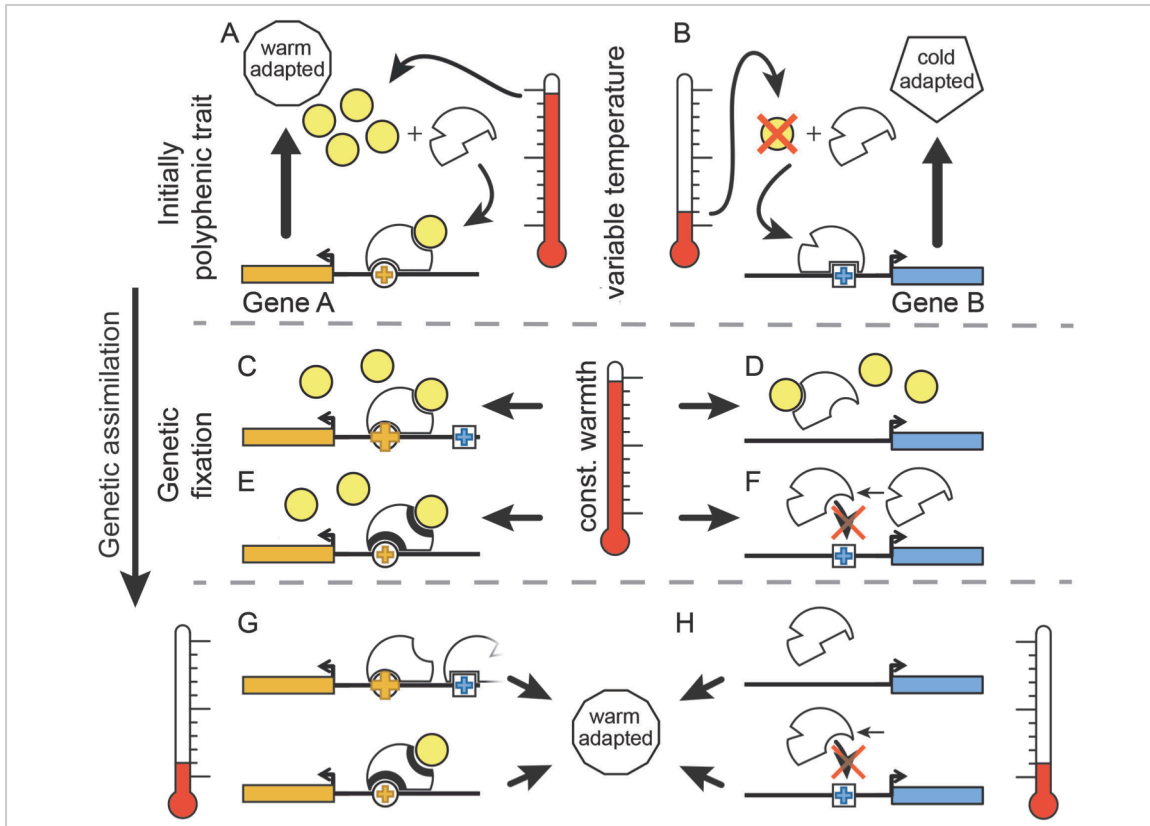 A
warm
adapted
B
cold
adapted
+
+
Initially
polyphenic trait
variable temperature
Gene A
Gene B
Genetic assimilation
Genetic
fixation
C
D
const. warmth
E
F
G
H
warm
adapted